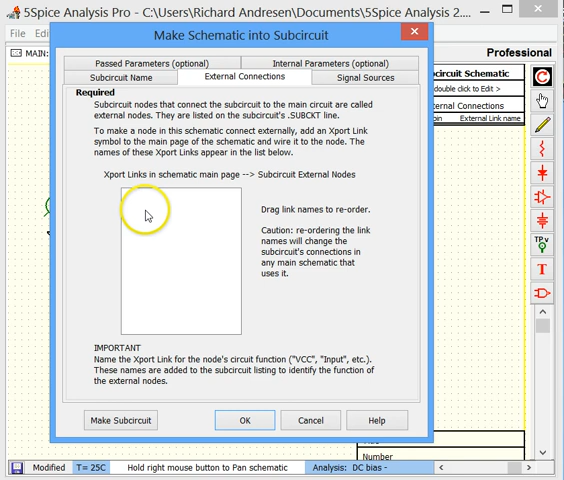 5Spice Analysis Pro - C:\Users\Richard Andresen\Documents\5Spice Analysis 2....
File
MAIN:
Professional
Make Schematic into Subcircuit
Passed Parameters (optional)
Internal Parameters (optional)
Subcircuit Name
External Connections
Signal Sources
circuit Schematic
double click to Edit >
ternal Connections
External Link name
Required
Subcircuit nodes that connect the subcircuit to the main circuit are called
external nodes. They are listed on the subcircuit's .SUBCKT line.
To make a node in this schematic connect externally, add an Xport Link
symbol to the main page of the schematic and wire it to the node. The
names of these Xport Links appear in the list below.
Xport Links in schematic main page --> Subcircuit External Nodes
Drag link names to re-order.
Caution: re-ordering the link
names will change the
subcircuit's connections in
any main schematic that
uses it.
IMPORTANT
Name the Xport Link for the node's circuit function ("VCC", "Input", etc.).
These names are added to the subcircuit listing to identify the function of
the external nodes.
Make Subcircuit
OK
Cancel
Help
TPv
T
Number
Modified
T= 25C
Hold right mouse button to Pan schematic
Analysis: DC bias -